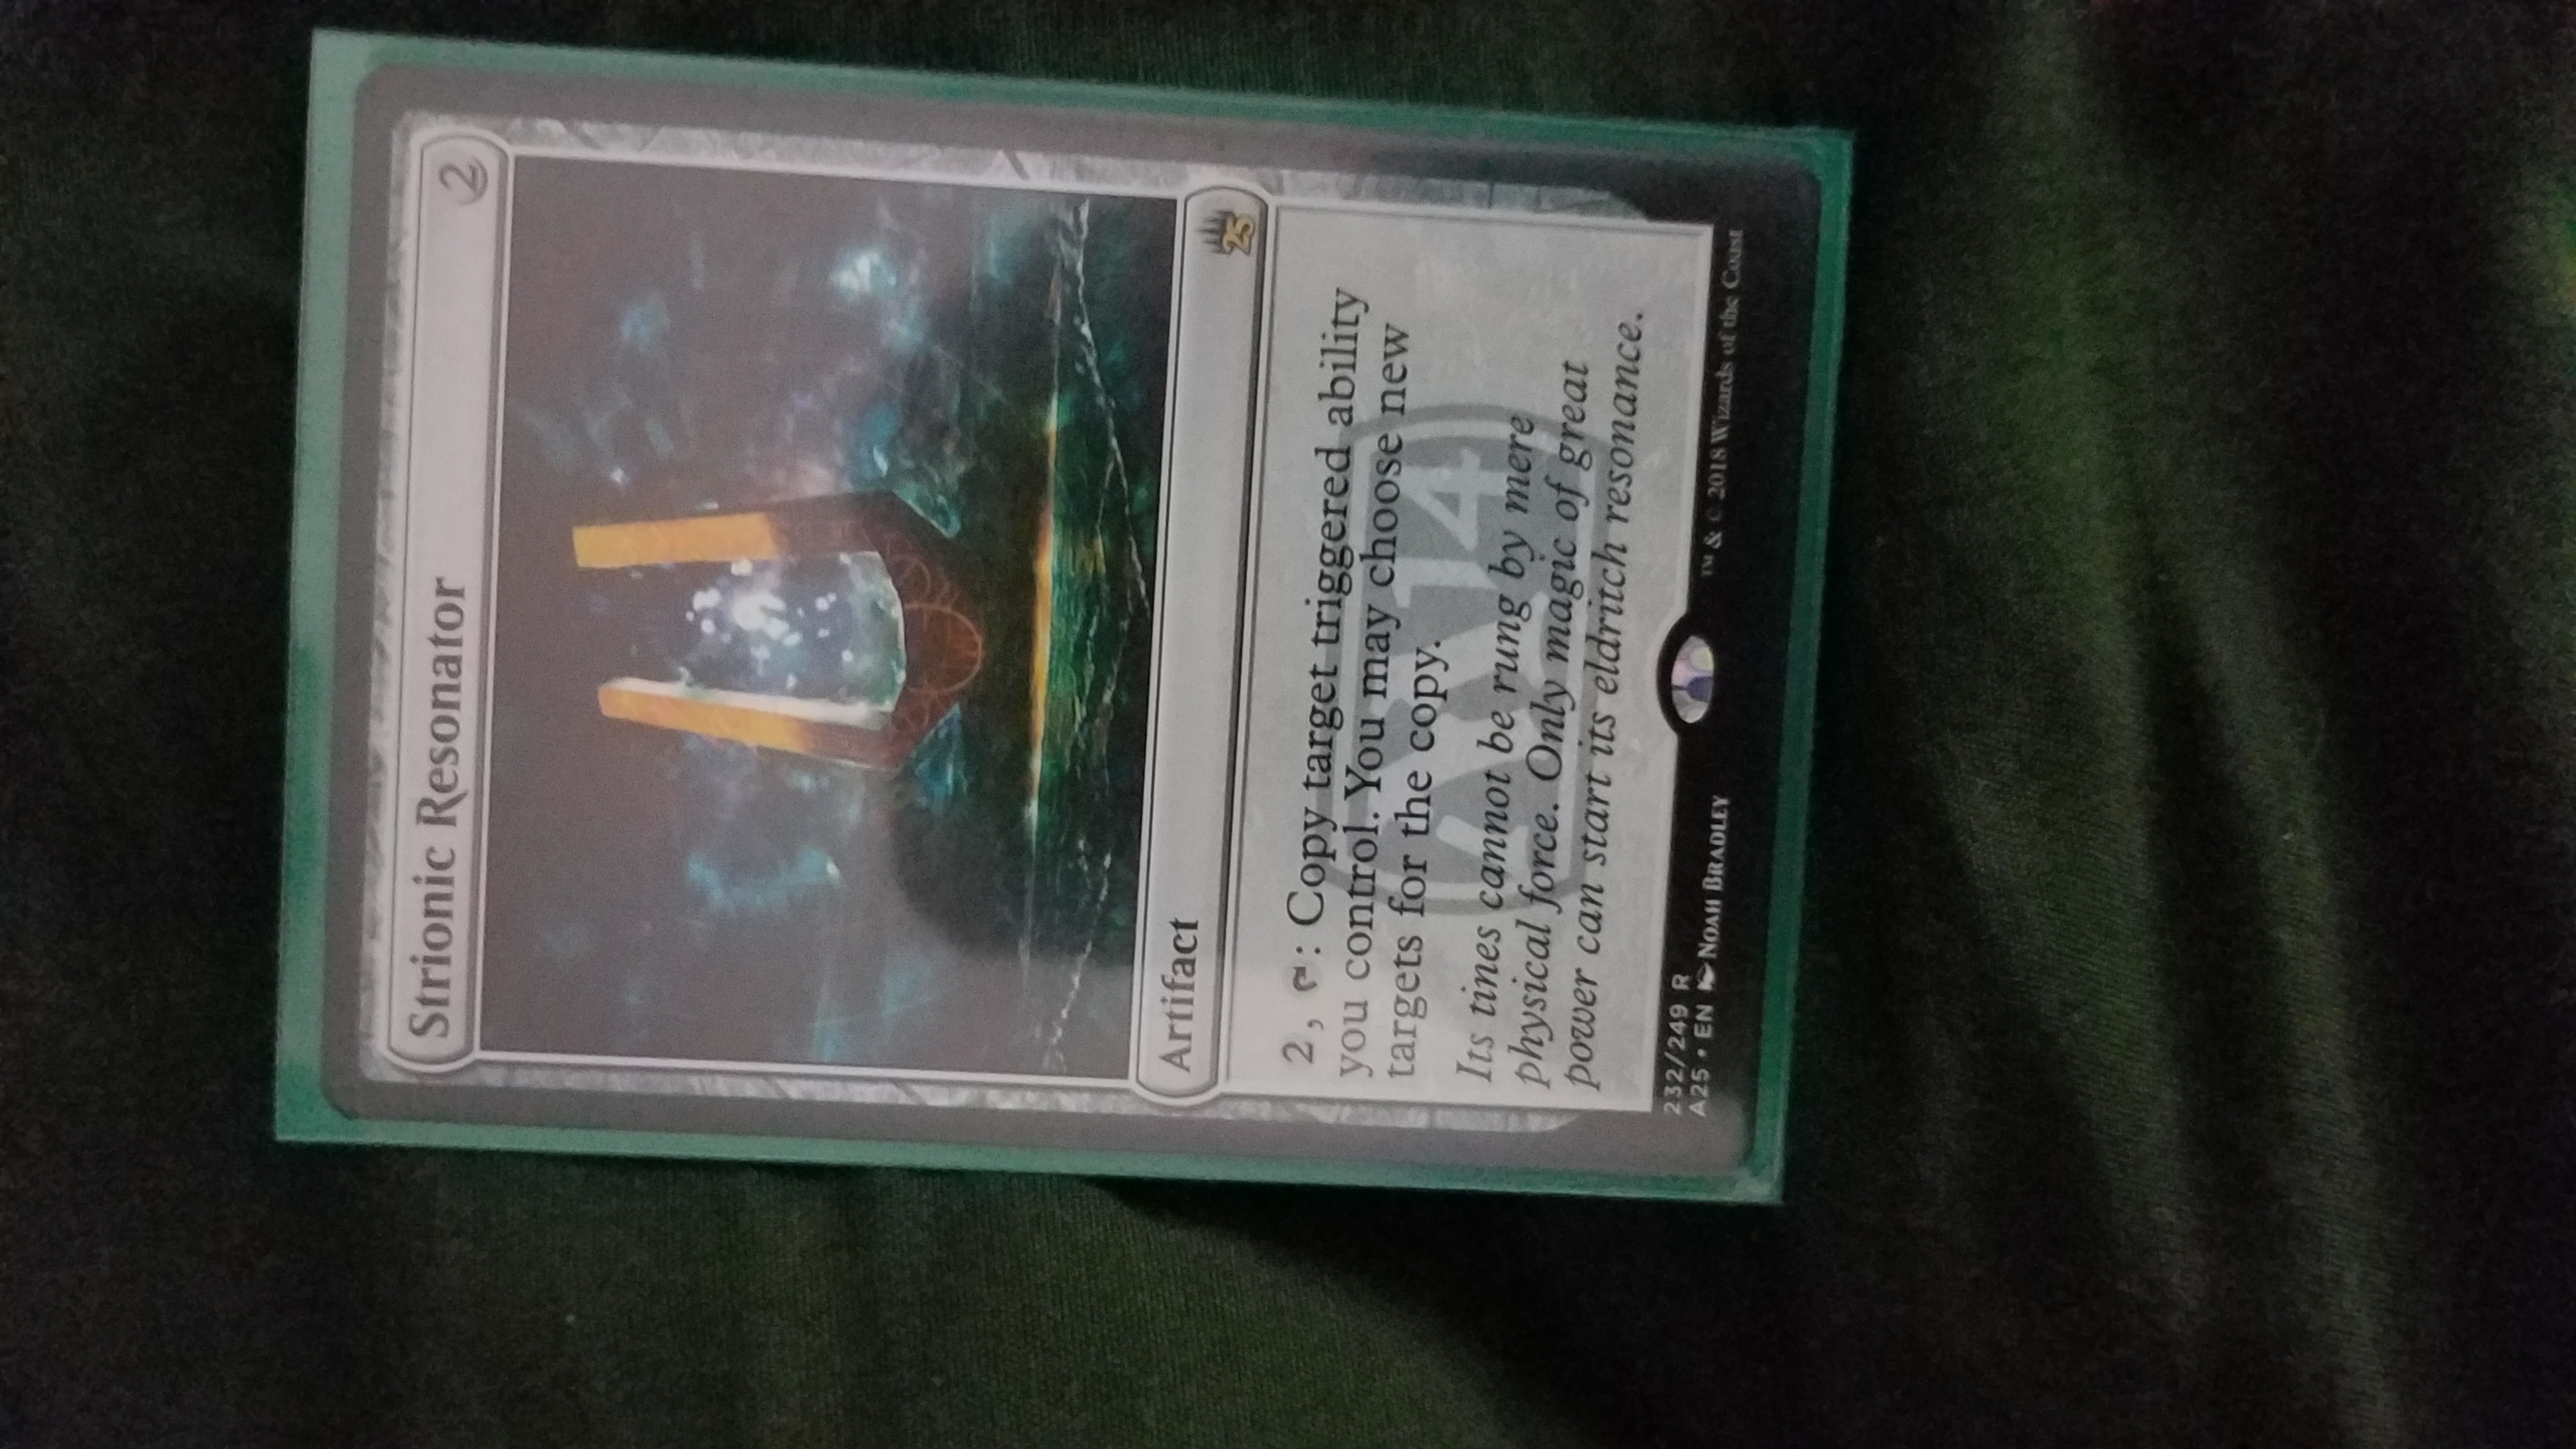 Strionic Resonator 2
Artifact
25
2, : Copy target triggered ability
you control. You may choose new
targets for the copy.
M14
Its tines cannot be rung by mere
physical force. Only magic of great
power can start its eldritch resonance.
232/249 R
A25 • EN NOAH BRADLEY
™ & © 2018 Wizards of the Coast